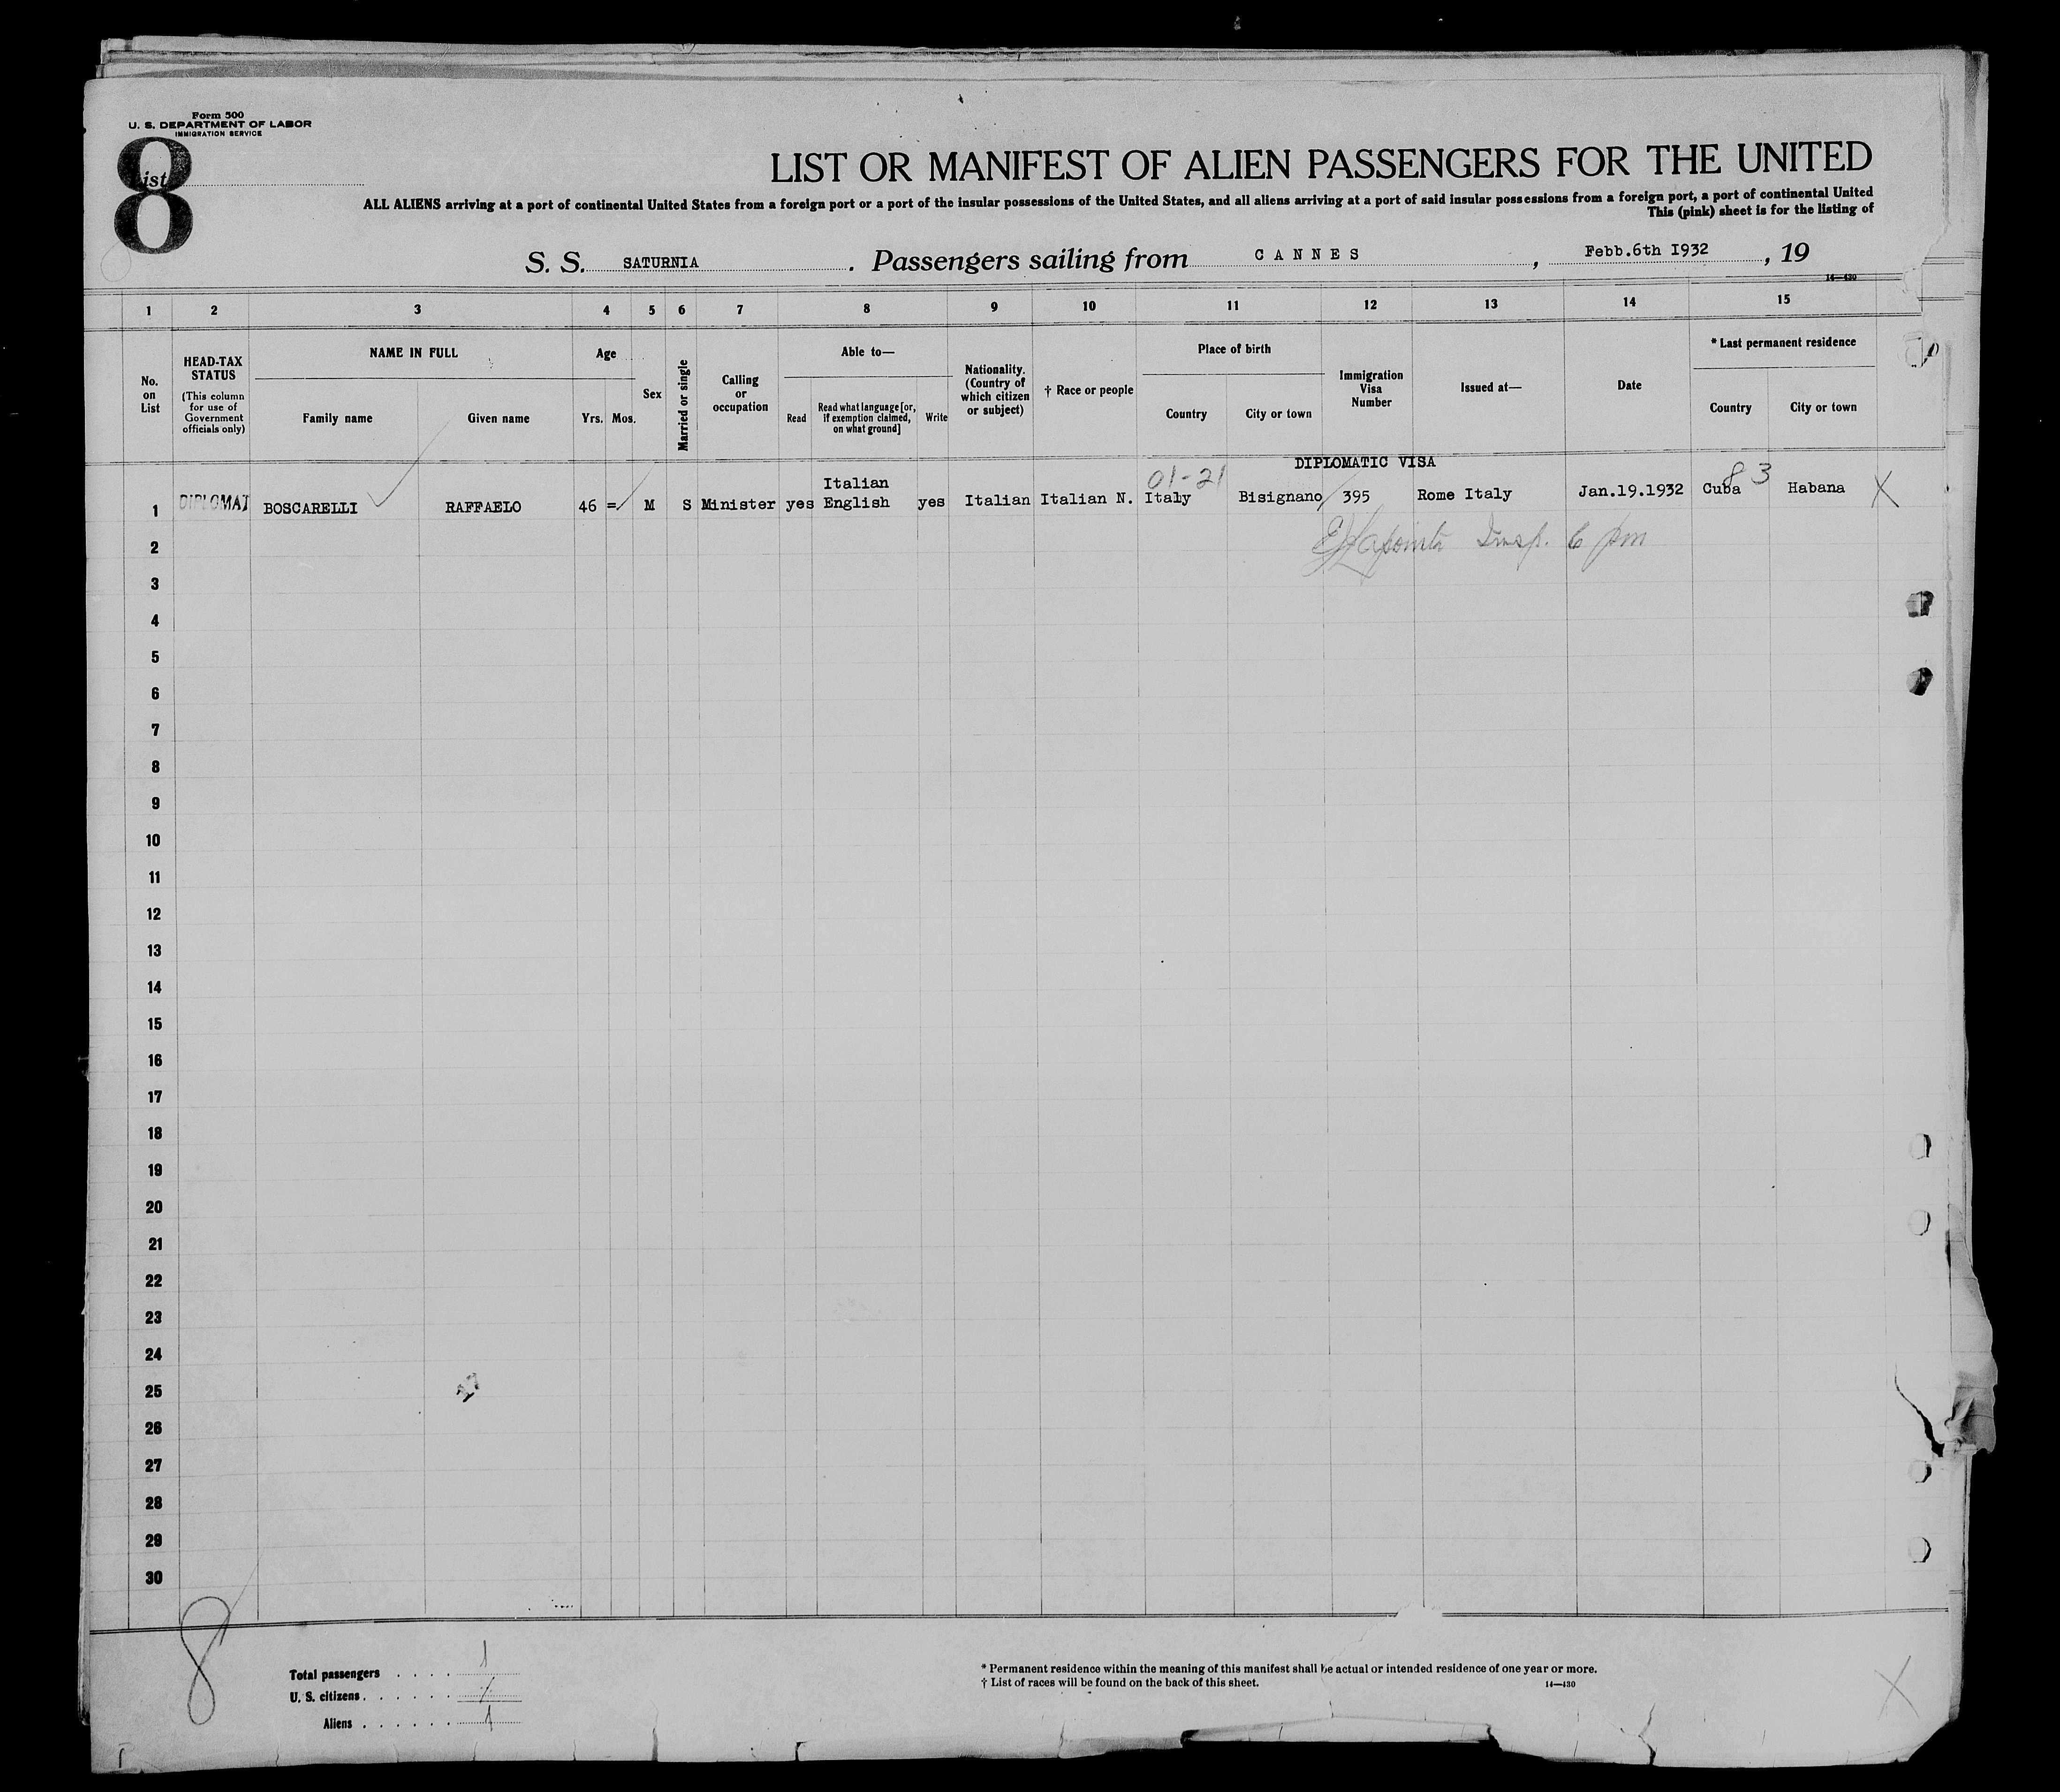 Form 500
U. S. DEPARTMENT OF LABOR
IMMIGRATION SERVICE
8
List
LIST OR MANIFEST OF ALIEN PASSENGERS FOR THE UNITED
ALL ALIENS arriving at a port of continental United States from a foreign port or a port of the insular possessions of the United States, and all aliens arriving at a port of said insular possessions from a foreign port, a port of continental United
This (pink) sheet is for the listing of
S. S. SATURNIA . Passengers sailing from C A N N E S , Febb.6th I932 , 19
14—430
1 2 3 4 5 6 7 8 9 10 11 12 13 14 15
No. on List
HEAD-TAX STATUS
(This column for use of Government officials only)
NAME IN FULL
Family name Given name
Age
Yrs. Mos.
Sex
Married or single
Calling or occupation
Able to—
Read
Read what language [or, if exemption claimed, on what ground]
Write
Nationality. (Country of which citizen or subject)
† Race or people
Place of birth
Country City or town
Immigration Visa Number
Issued at—
Date
* Last permanent residence
Country City or town
01-21 DIPLOMATIC VISA 83
1 DIPLOMAT BOSCARELLI RAFFAELO 46 = M S Minister yes Italian English yes Italian Italian N. Italy Bisignano 395 Rome Italy Jan.19.1932 Cuba Habana X
Insp. 6 pm
2
3
4
5
6
7
8
9
10
11
12
13
14
15
16
17
18
19
20
21
22
23
24
25
26
27
28
29
30
8
Total passengers . . . . 1
U. S. citizens . . . . . . /
Aliens . . . . . . 1
* Permanent residence within the meaning of this manifest shall be actual or intended residence of one year or more.
† List of races will be found on the back of this sheet.
14—430
X